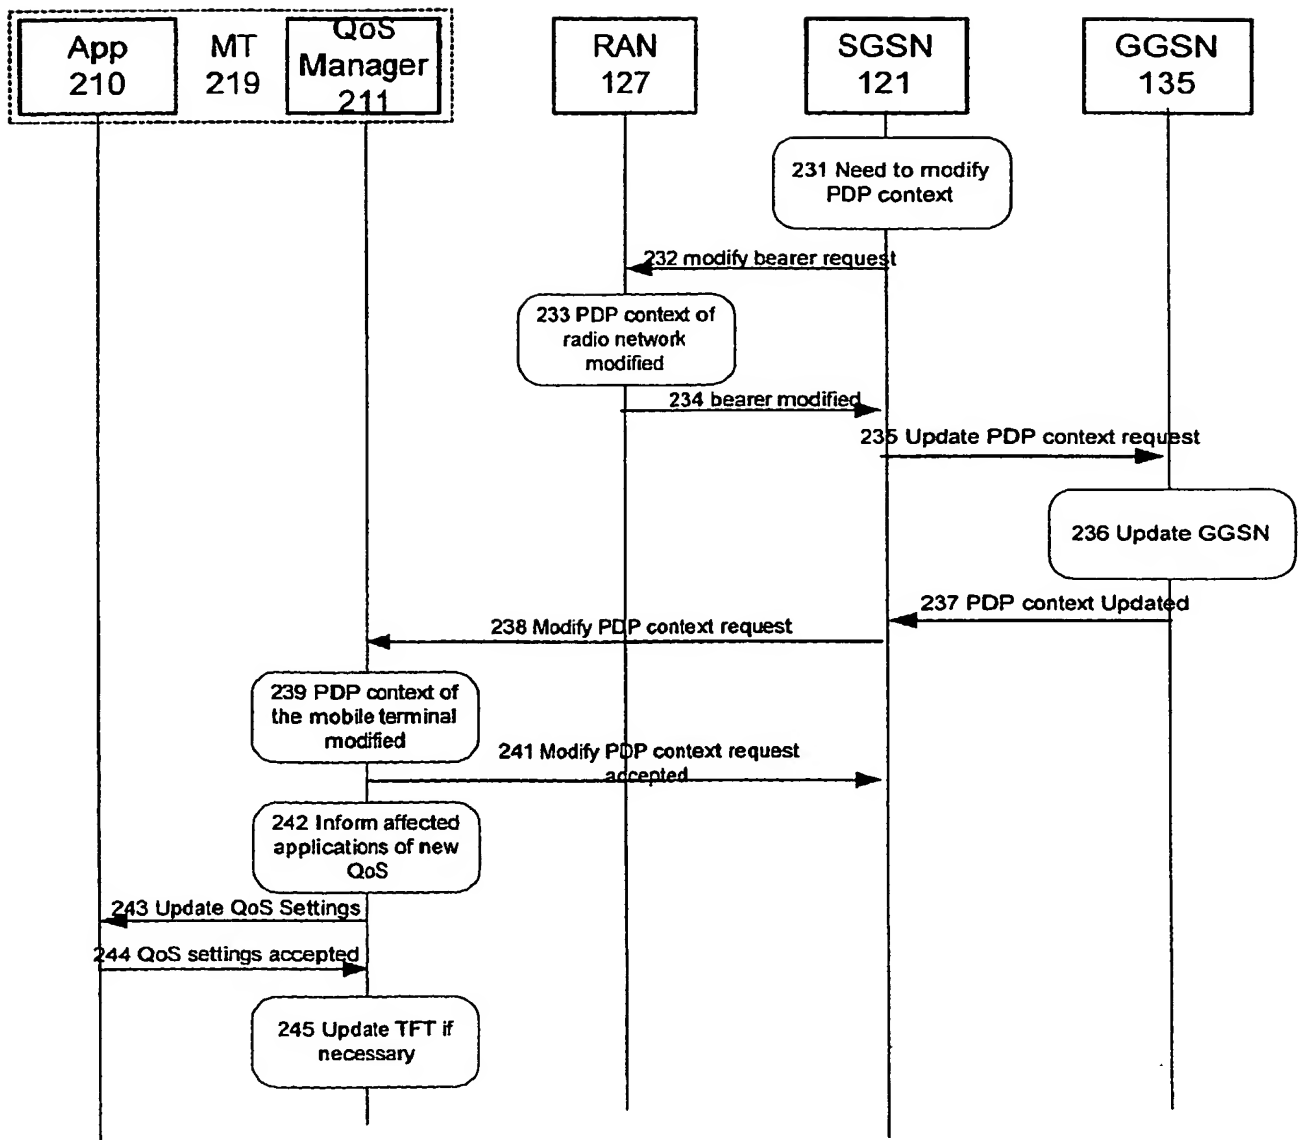 App
210
MT
219
QoS
Manager
211
RAN
127
SGSN
121
GGSN
135
231 Need to modify
PDP context
232 modify bearer request
233 PDP context of
radio network
modified
234 bearer modified
235 Update PDP context request
236 Update GGSN
237 PDP context Updated
238 Modify PDP context request
239 PDP context of
the mobile terminal
modified
241 Modify PDP context request
accepted
242 Inform affected
applications of new
QoS
243 Update QoS Settings
244 QoS settings accepted
245 Update TFT if
necessary